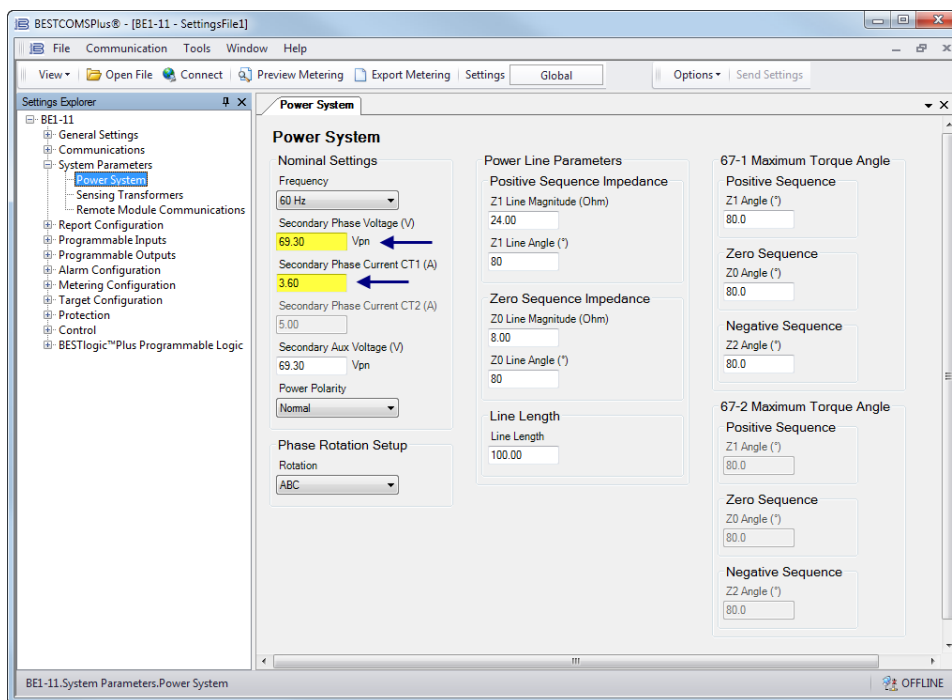 BESTCOMSPlus® - [BE1-11 - SettingsFile1]
File Communication Tools Window Help
View Open File Connect Preview Metering Export Metering Settings Global Options Send Settings
Settings Explorer
BE1-11
General Settings
Communications
System Parameters
Power System
Sensing Transformers
Remote Module Communications
Report Configuration
Programmable Inputs
Programmable Outputs
Alarm Configuration
Metering Configuration
Target Configuration
Protection
Control
BESTlogic™Plus Programmable Logic
Power System
Power System
Nominal Settings
Frequency
60 Hz
Secondary Phase Voltage (V)
69.30 Vpn
Secondary Phase Current CT1 (A)
3.60
Secondary Phase Current CT2 (A)
5.00
Secondary Aux Voltage (V)
69.30 Vpn
Power Polarity
Normal
Phase Rotation Setup
Rotation
ABC
Power Line Parameters
Positive Sequence Impedance
Z1 Line Magnitude (Ohm)
24.00
Z1 Line Angle (°)
80
Zero Sequence Impedance
Z0 Line Magnitude (Ohm)
8.00
Z0 Line Angle (°)
80
Line Length
Line Length
100.00
67-1 Maximum Torque Angle
Positive Sequence
Z1 Angle (°)
80.0
Zero Sequence
Z0 Angle (°)
80.0
Negative Sequence
Z2 Angle (°)
80.0
67-2 Maximum Torque Angle
Positive Sequence
Z1 Angle (°)
80.0
Zero Sequence
Z0 Angle (°)
80.0
Negative Sequence
Z2 Angle (°)
80.0
BE1-11.System Parameters.Power System
OFFLINE